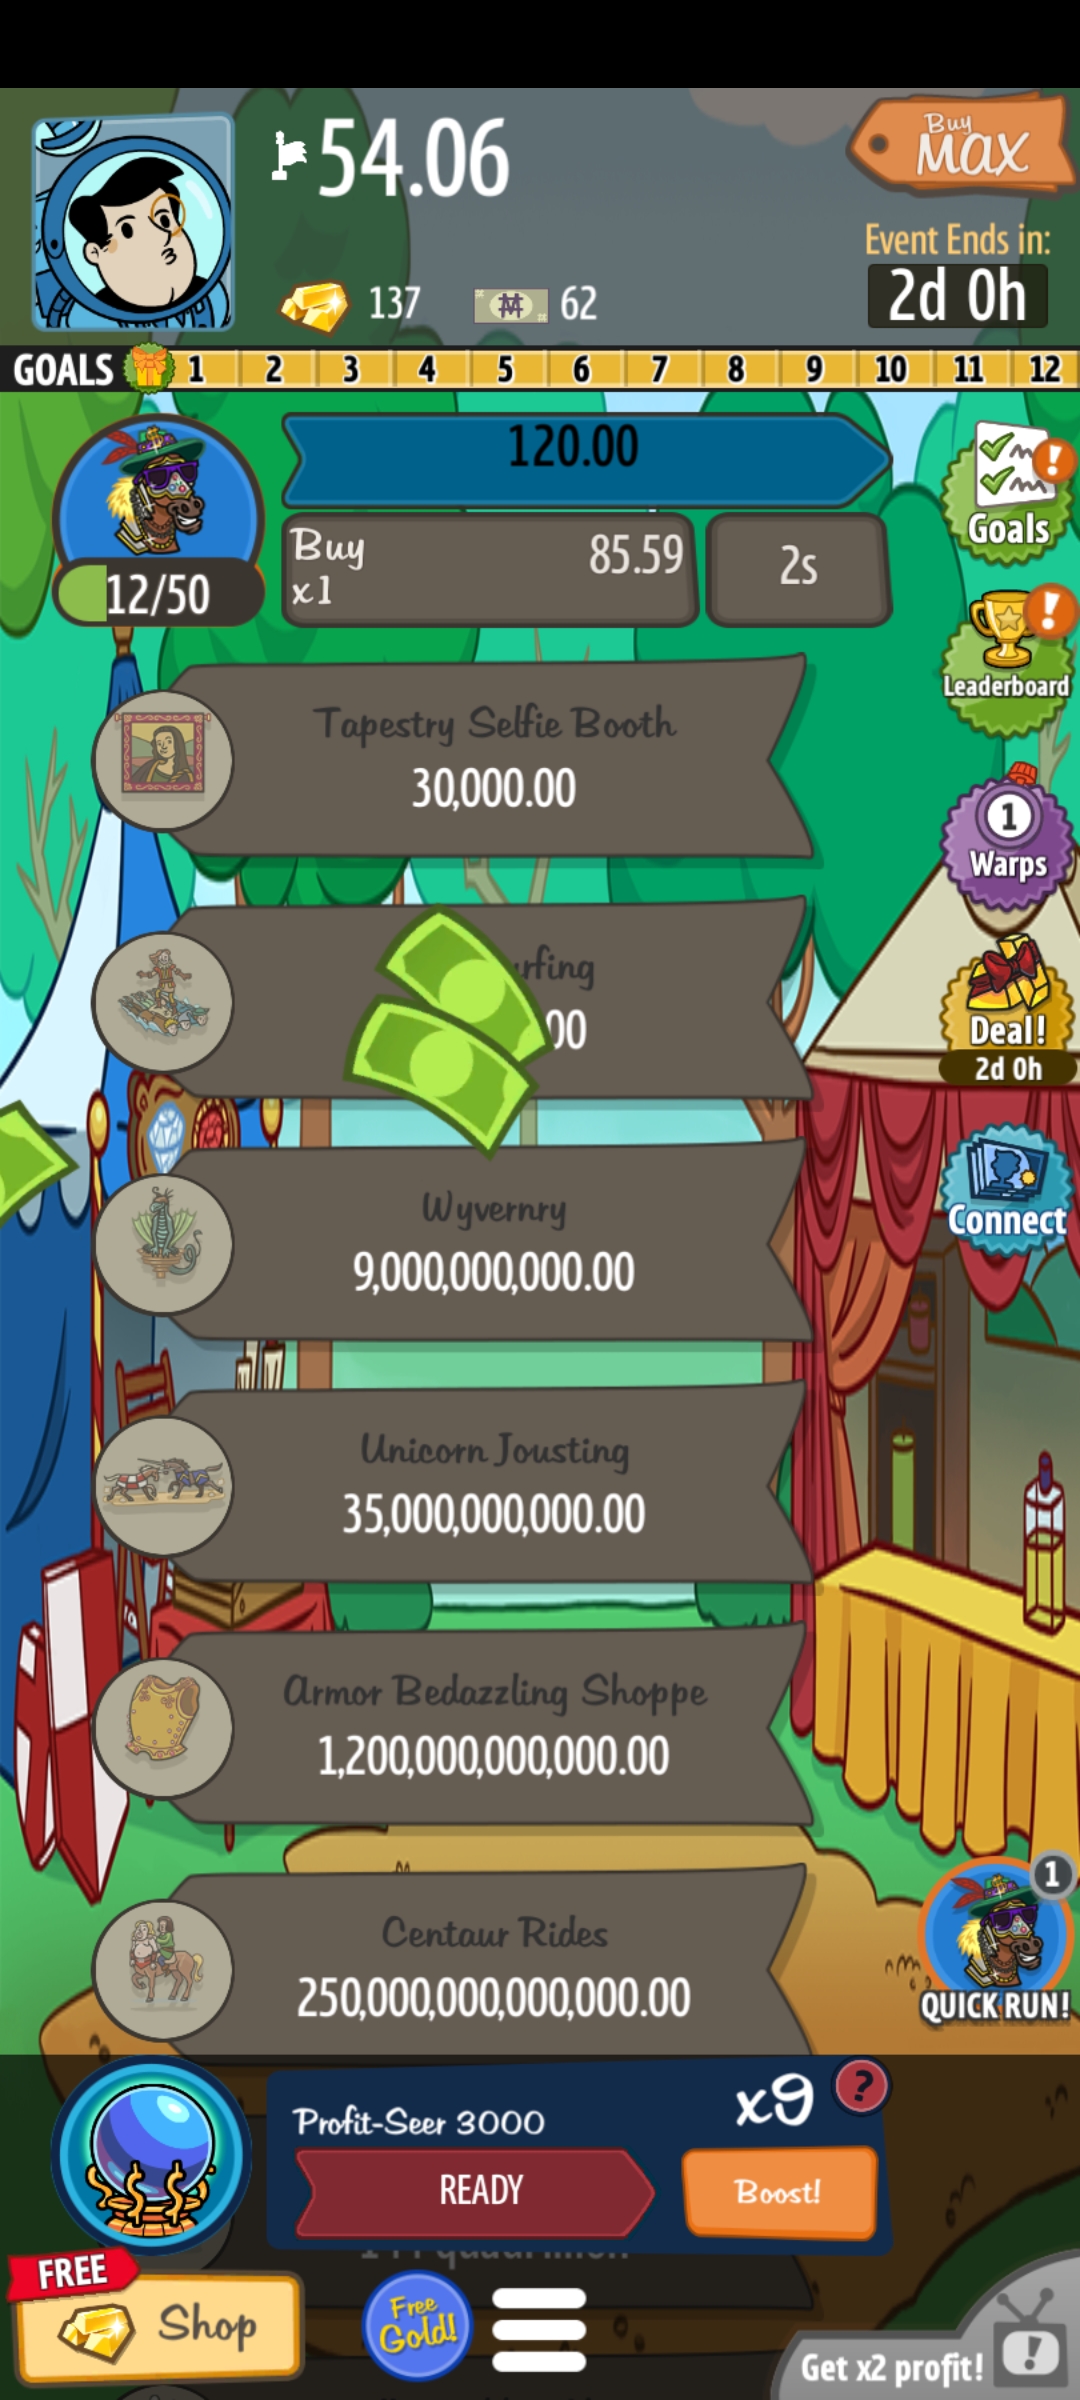 54.06
Buy
MAX
137
62
Event Ends in:
2d 0h
GOALS 1 2 3 4 5 6 7 8 9 10 11 12
120.00
12/50
Buy
x1
85.59
2s
Goals
Leaderboard
Tapestry Selfie Booth
30,000.00
1
Warps
Deal!
2d 0h
Wyvernry
9,000,000,000.00
Connect
Unicorn Jousting
35,000,000,000.00
Armor Bedazzling Shoppe
1,200,000,000,000.00
Centaur Rides
250,000,000,000,000.00
1
QUICK RUN!
Profit-Seer 3000
x9
?
READY
Boost!
FREE
Shop
Free
Gold!
Get x2 profit!